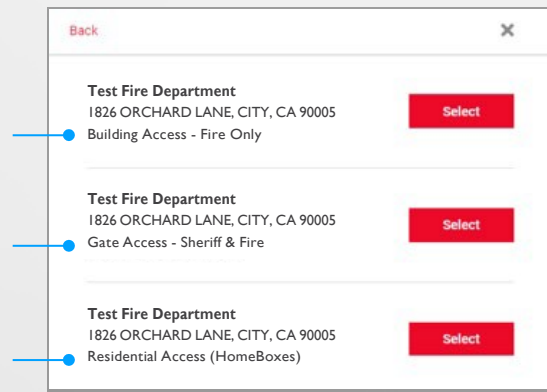 Back
Test Fire Department
1826 ORCHARD LANE, CITY, CA 90005
Building Access - Fire Only
Select
Test Fire Department
1826 ORCHARD LANE, CITY, CA 90005
Gate Access - Sheriff & Fire
Select
Test Fire Department
1826 ORCHARD LANE, CITY, CA 90005
Residential Access (HomeBoxes)
Select